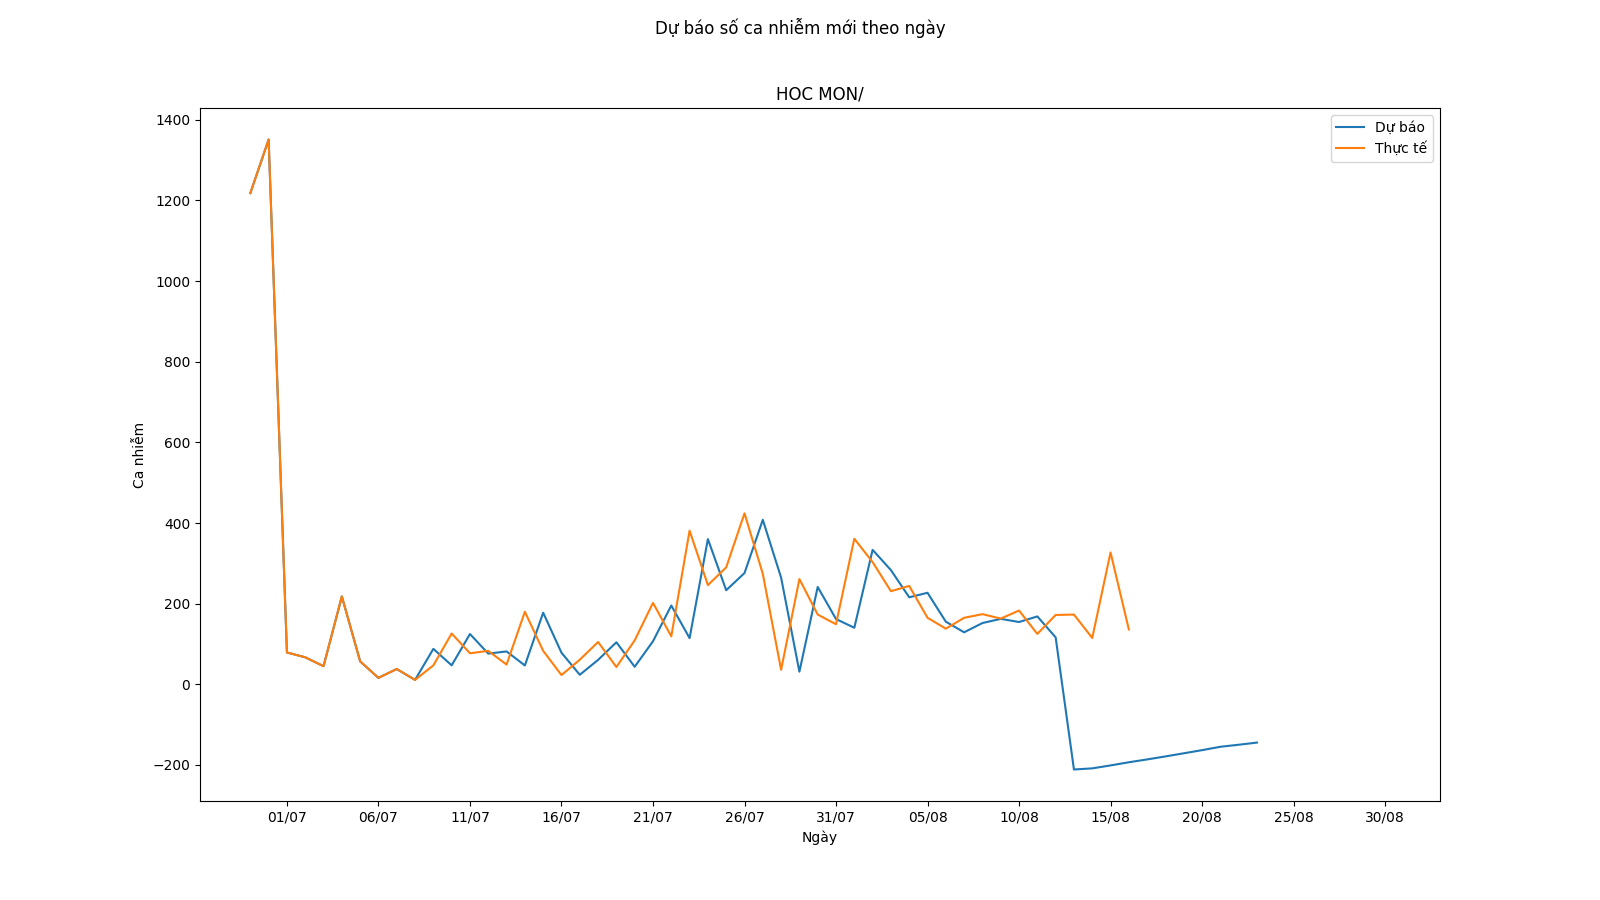 Dự báo số ca nhiễm mới theo ngày
HOC MON/
Dự báo
Thực tế
1400
1200
1000
800
600
400
200
0
−200
Ca nhiễm
01/07 06/07 11/07 16/07 21/07 26/07 31/07 05/08 10/08 15/08 20/08 25/08 30/08
Ngày